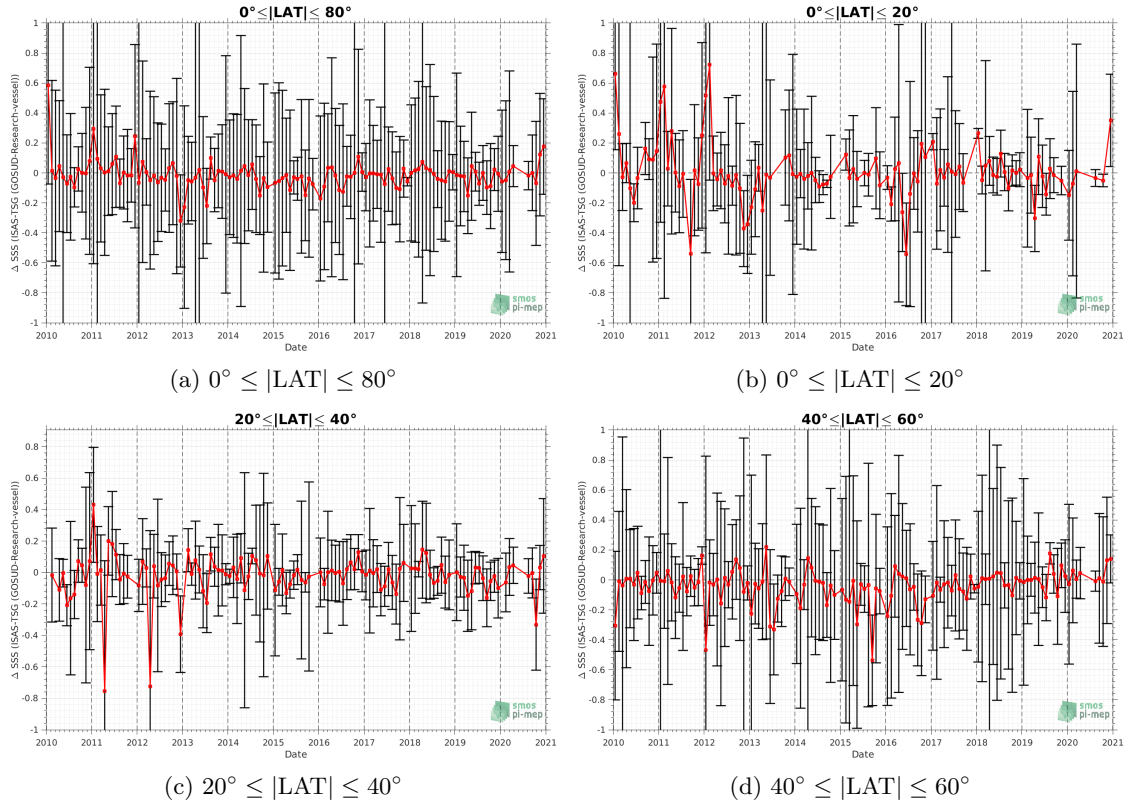 0°≤|LAT|≤ 80°
Δ SSS (ISAS-TSG (GOSUD-Research-vessel))
1
0.8
0.6
0.4
0.2
0
-0.2
-0.4
-0.6
-0.8
-1
2010 2011 2012 2013 2014 2015 2016 2017 2018 2019 2020 2021
Date
smos
pi-mep
(a) 0° ≤ |LAT| ≤ 80°
0°≤|LAT|≤ 20°
Δ SSS (ISAS-TSG (GOSUD-Research-vessel))
1
0.8
0.6
0.4
0.2
0
-0.2
-0.4
-0.6
-0.8
-1
2010 2011 2012 2013 2014 2015 2016 2017 2018 2019 2020 2021
Date
smos
pi-mep
(b) 0° ≤ |LAT| ≤ 20°
20°≤|LAT|≤ 40°
Δ SSS (ISAS-TSG (GOSUD-Research-vessel))
0.8
0.6
0.4
0.2
0
-0.2
-0.4
-0.6
-0.8
-1
2010 2011 2012 2013 2014 2015 2016 2017 2018 2019 2020 2021
Date
smos
pi-mep
(c) 20° ≤ |LAT| ≤ 40°
40°≤|LAT|≤ 60°
Δ SSS (ISAS-TSG (GOSUD-Research-vessel))
1
0.8
0.6
0.4
0.2
0
-0.2
-0.4
-0.6
-0.8
-1
2010 2011 2012 2013 2014 2015 2016 2017 2018 2019 2020 2021
Date
smos
pi-mep
(d) 40° ≤ |LAT| ≤ 60°